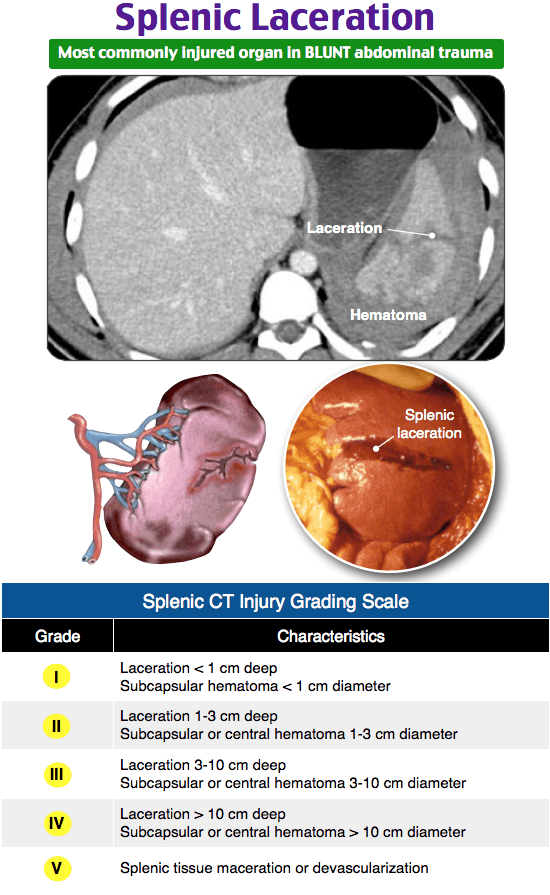 Splenic Laceration
Most commonly injured organ in BLUNT abdominal trauma
Laceration
Hematoma
Splenic
laceration
Splenic CT Injury Grading Scale
Grade Characteristics
I
Laceration < 1 cm deep
Subcapsular hematoma < 1 cm diameter
II
Laceration 1-3 cm deep
Subcapsular or central hematoma 1-3 cm diameter
III
Laceration 3-10 cm deep
Subcapsular or central hematoma 3-10 cm diameter
IV
Laceration > 10 cm deep
Subcapsular or central hematoma > 10 cm diameter
V
Splenic tissue maceration or devascularization